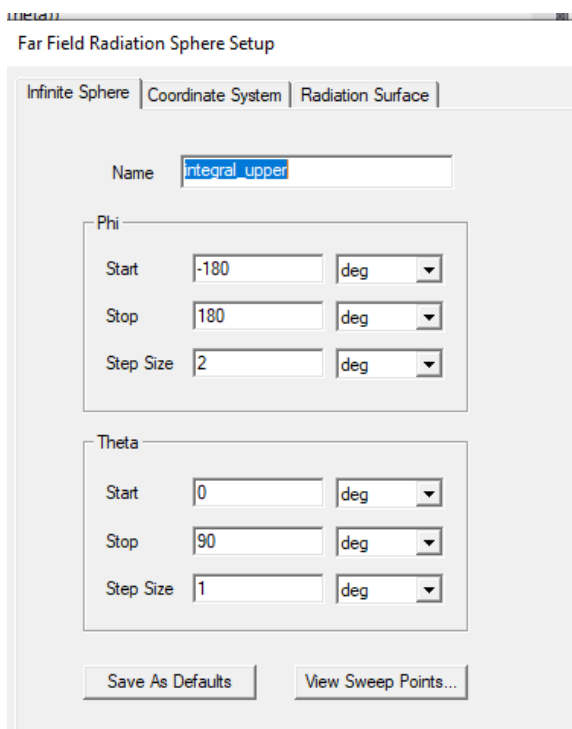 Far Field Radiation Sphere Setup
Infinite Sphere Coordinate System Radiation Surface
Name integral_upper
Phi
Start -180 deg
Stop 180 deg
Step Size 2 deg
Theta
Start 0 deg
Stop 90 deg
Step Size 1 deg
Save As Defaults View Sweep Points...